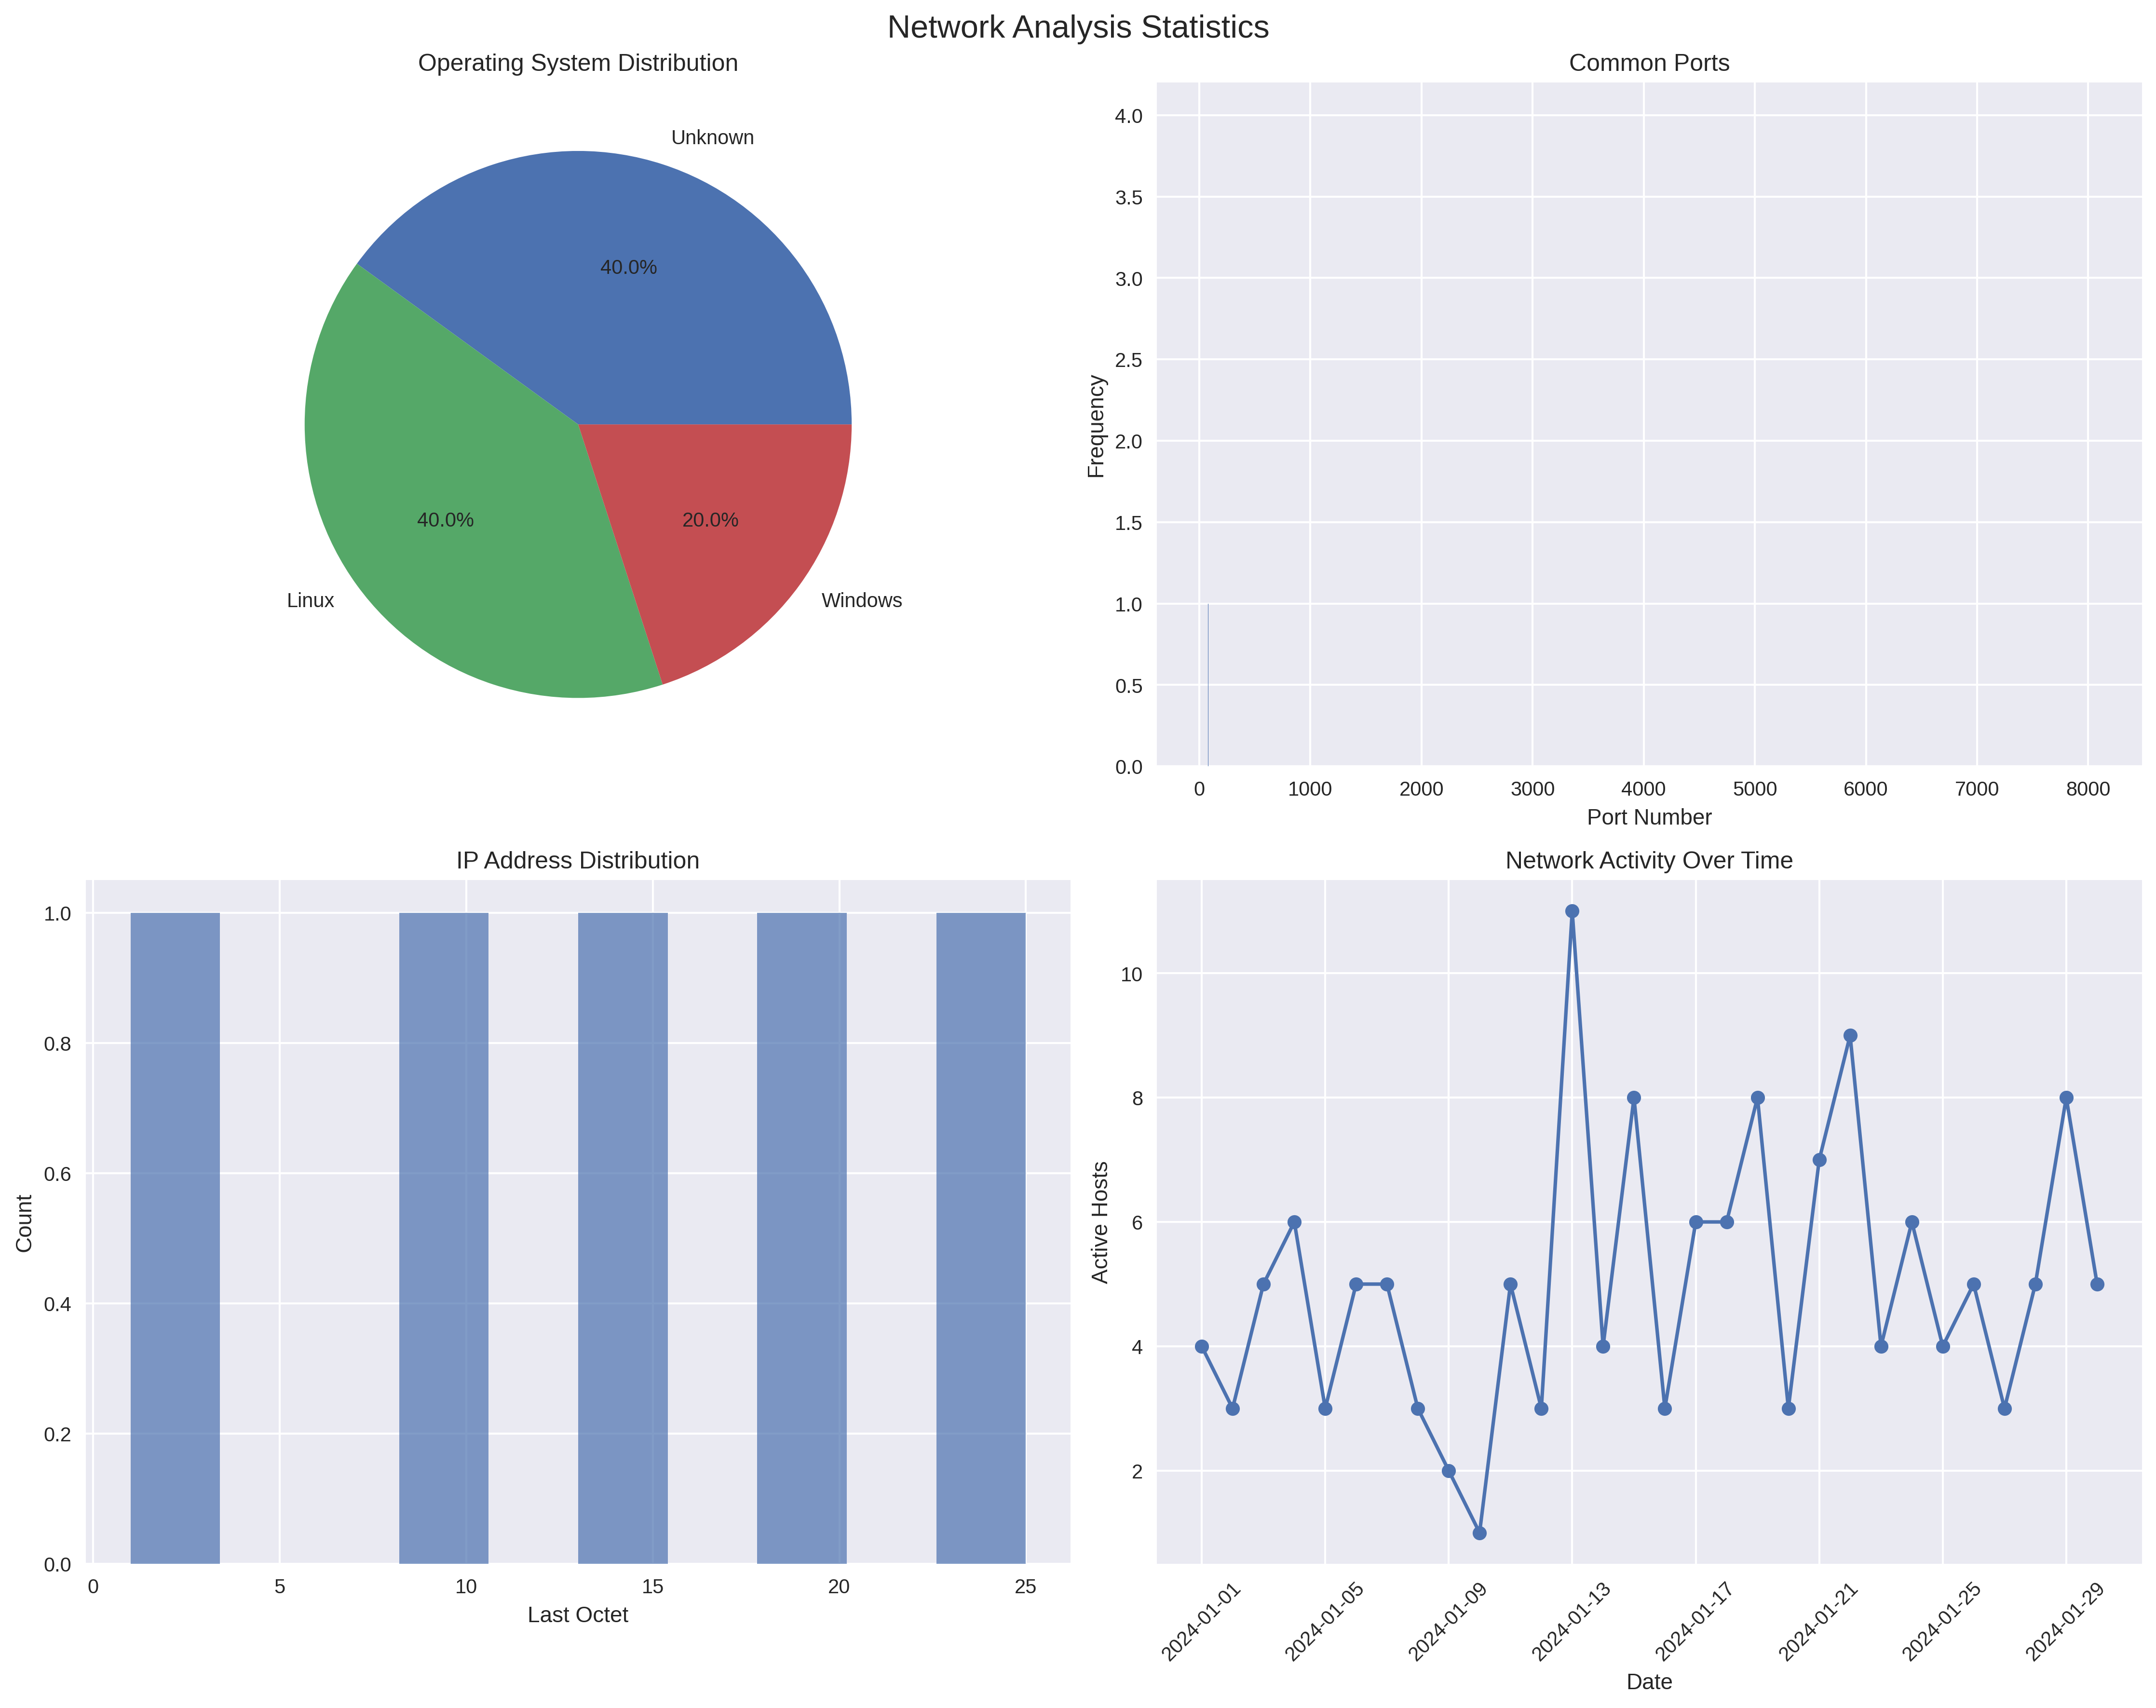 Network Analysis Statistics
Operating System Distribution
Unknown
40.0%
40.0%
20.0%
Linux
Windows
Common Ports
4.0
3.5
3.0
2.5
2.0
1.5
1.0
0.5
0.0
Frequency
0 1000 2000 3000 4000 5000 6000 7000 8000
Port Number
IP Address Distribution
1.0
0.8
0.6
0.4
0.2
0.0
Count
0 5 10 15 20 25
Last Octet
Network Activity Over Time
10
8
6
4
2
Active Hosts
2024-01-01 2024-01-05 2024-01-09 2024-01-13 2024-01-17 2024-01-21 2024-01-25 2024-01-29
Date